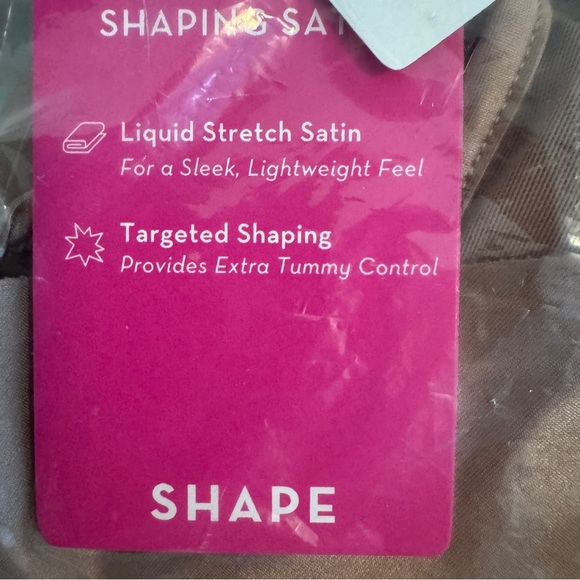 SHAPING
Liquid Stretch Satin
For a Sleek, Lightweight Feel
Targeted Shaping
Provides Extra Tummy Control
SHAPE